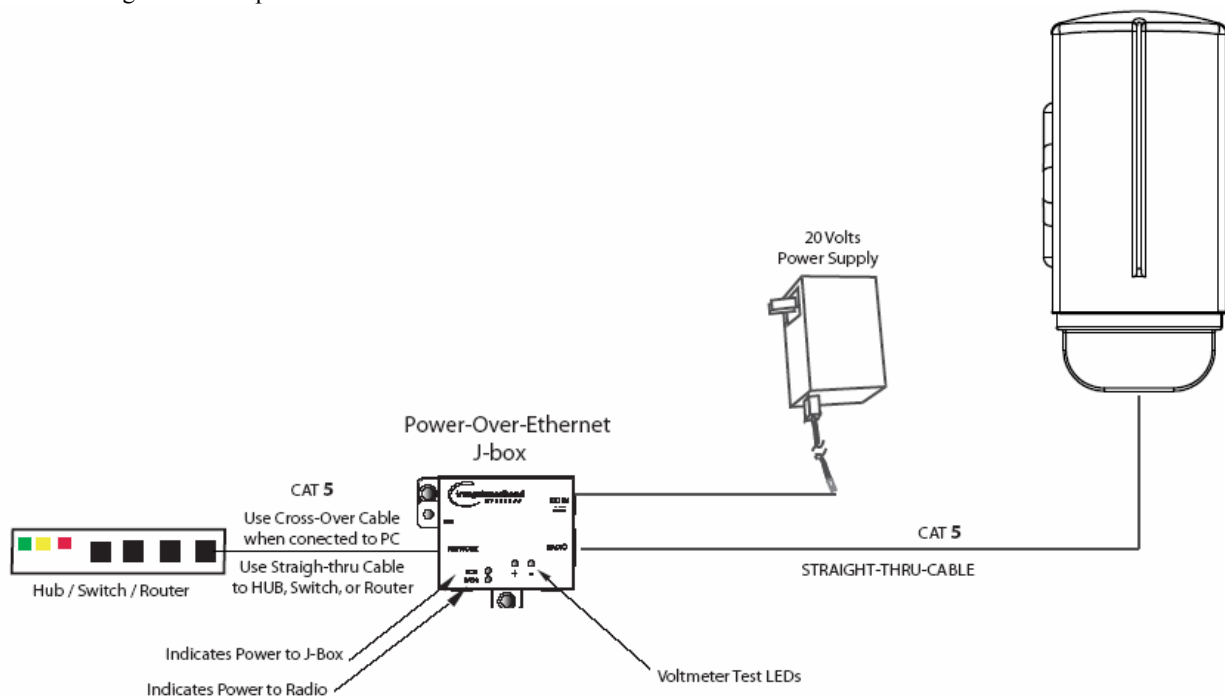 20 Volts
Power Supply
Power-Over-Ethernet
J-box
CAT 5
Use Cross-Over Cable
when conected to PC
Use Straigh-thru Cable
to HUB, Switch, or Router
Hub / Switch / Router
NETWORK
RADIO
+ -
CAT 5
STRAIGHT-THRU-CABLE
Indicates Power to J-Box
Indicates Power to Radio
Voltmeter Test LEDs